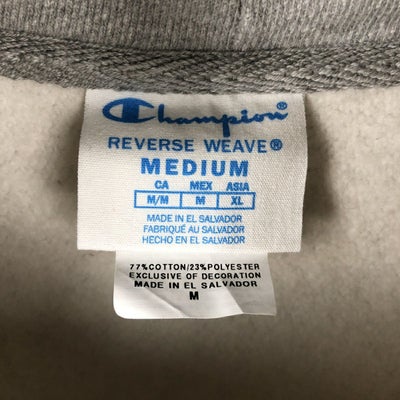 Champion®
REVERSE WEAVE®
MEDIUM
CA MEX ASIA
M/M M XL
MADE IN EL SALVADOR
FABRIQUÉ AU SALVADOR
HECHO EN EL SALVADOR
77%COTTON/23%POLYESTER
EXCLUSIVE OF DECORATION
MADE IN EL SALVADOR
M